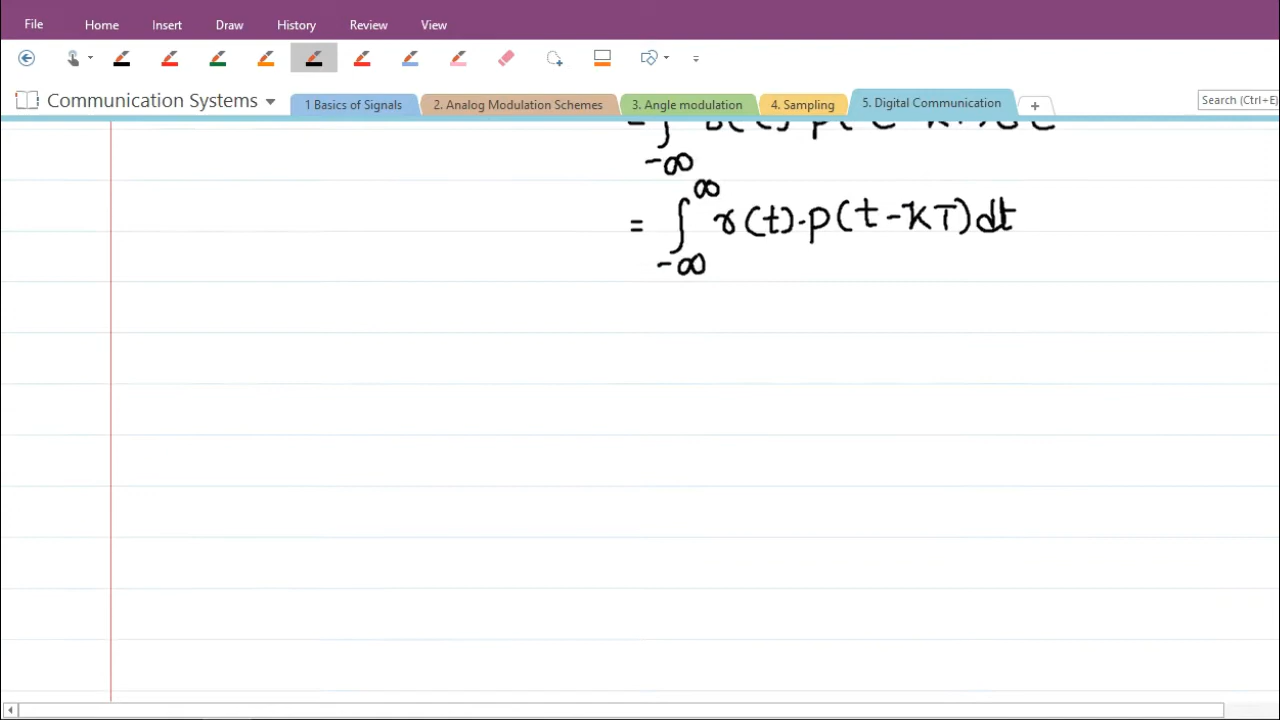 File Home Insert Draw History Review View
Communication Systems 1 Basics of Signals 2. Analog Modulation Schemes 3. Angle modulation 4. Sampling 5. Digital Communication + Search (Ctrl+E)
-∞
= ∫ r(t)·p(t-kT)dt
∞
-∞